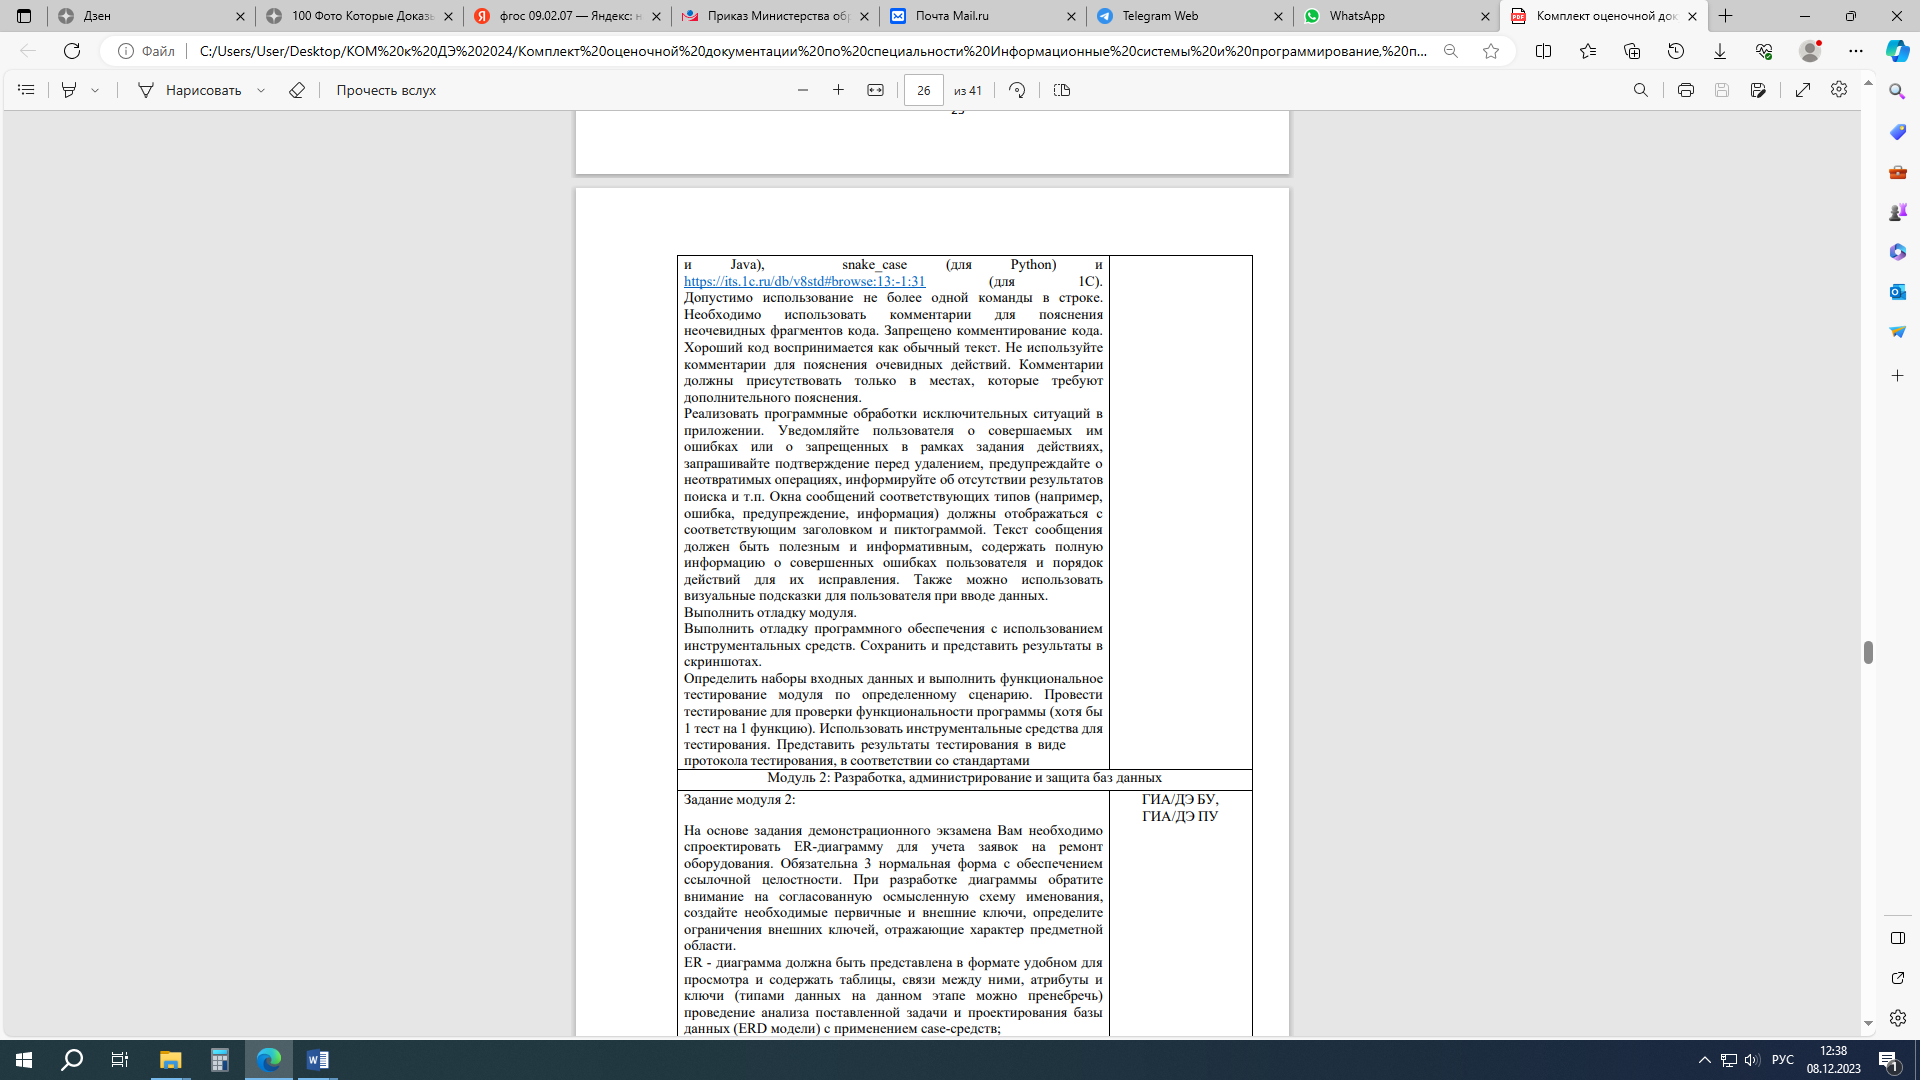 Дзен
100 Фото Которые Доказы
фгос 09.02.07 — Яндекс: н
Приказ Министерства обр
Почта Mail.ru
Telegram Web
WhatsApp
Комплект оценочной док
Файл
C:/Users/User/Desktop/КОМ%20к%20ДЭ%202024/Комплект%20оценочной%20документации%20по%20специальности%20Информационные%20системы%20и%20программирование,%20п...
Нарисовать
Прочесть вслух
26
из 41
25
и Java), snake_case (для Python) и
https://its.1c.ru/db/v8std#browse:13:-1:31 (для 1С).
Допустимо использование не более одной команды в строке.
Необходимо использовать комментарии для пояснения
неочевидных фрагментов кода. Запрещено комментирование кода.
Хороший код воспринимается как обычный текст. Не используйте
комментарии для пояснения очевидных действий. Комментарии
должны присутствовать только в местах, которые требуют
дополнительного пояснения.
Реализовать программные обработки исключительных ситуаций в
приложении. Уведомляйте пользователя о совершаемых им
ошибках или о запрещенных в рамках задания действиях,
запрашивайте подтверждение перед удалением, предупреждайте о
неотвратимых операциях, информируйте об отсутствии результатов
поиска и т.п. Окна сообщений соответствующих типов (например,
ошибка, предупреждение, информация) должны отображаться с
соответствующим заголовком и пиктограммой. Текст сообщения
должен быть полезным и информативным, содержать полную
информацию о совершенных ошибках пользователя и порядок
действий для их исправления. Также можно использовать
визуальные подсказки для пользователя при вводе данных.
Выполнить отладку модуля.
Выполнить отладку программного обеспечения с использованием
инструментальных средств. Сохранить и представить результаты в
скриншотах.
Определить наборы входных данных и выполнить функциональное
тестирование модуля по определенному сценарию. Провести
тестирование для проверки функциональности программы (хотя бы
1 тест на 1 функцию). Использовать инструментальные средства для
тестирования. Представить результаты тестирования в виде
протокола тестирования, в соответствии со стандартами
Модуль 2: Разработка, администрирование и защита баз данных
Задание модуля 2:
ГИА/ДЭ БУ,
ГИА/ДЭ ПУ
На основе задания демонстрационного экзамена Вам необходимо
спроектировать ER-диаграмму для учета заявок на ремонт
оборудования. Обязательна 3 нормальная форма с обеспечением
ссылочной целостности. При разработке диаграммы обратите
внимание на согласованную осмысленную схему именования,
создайте необходимые первичные и внешние ключи, определите
ограничения внешних ключей, отражающие характер предметной
области.
ER - диаграмма должна быть представлена в формате удобном для
просмотра и содержать таблицы, связи между ними, атрибуты и
ключи (типами данных на данном этапе можно пренебречь)
проведение анализа поставленной задачи и проектирования базы
данных (ERD модели) с применением case-средств;
РУС
12:38
08.12.2023
1